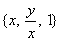 {x, y/x, 1}